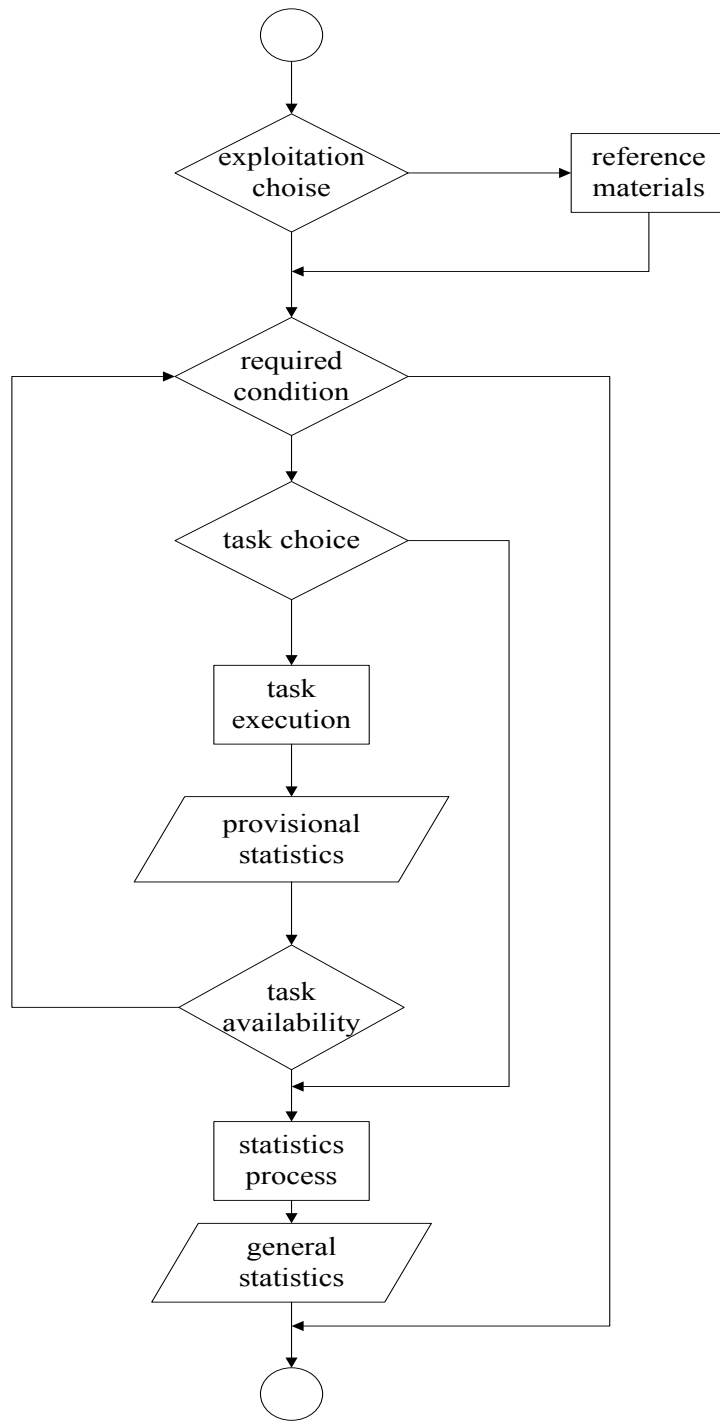 exploitation
choise
reference
materials
required
condition
task choice
task
execution
provisional
statistics
task
availability
statistics
process
general
statistics